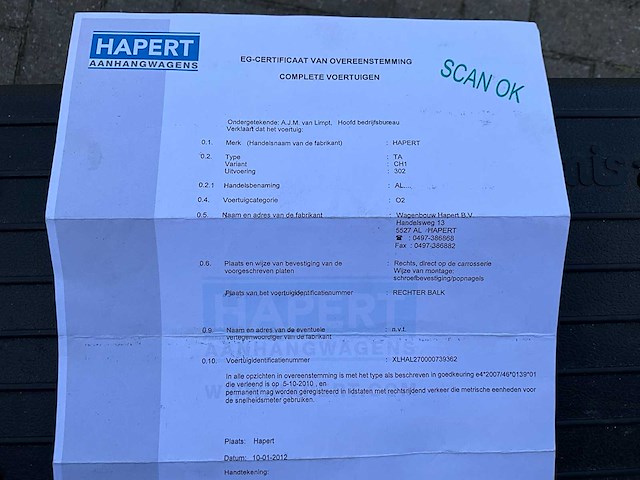 HAPERT
AANHANGWAGENS
EG-CERTIFICAAT VAN OVEREENSTEMMING
COMPLETE VOERTUIGEN
SCAN OK
Ondergetekende: A.J.M. van Limpt, Hoofd bedrijfsbureau
Verklaart dat het voertuig:
0.1. Merk (Handelsnaam van de fabrikant) : HAPERT
0.2. Type : TA
Variant : CH1
Uitvoering : 302
0.2.1 Handelsbenaming : AL...
0.4. Voertuigcategorie : O2
0.5. Naam en adres van de fabrikant : Wagenbouw Hapert B.V.
Handelsweg 13
5527 AL HAPERT
☎ : 0497-386868
Fax : 0497-386882
0.6. Plaats en wijze van bevestiging van de : Rechts, direct op de carrosserie
voorgeschreven platen Wijze van montage:
schroefbevestiging/popnagels
Plaats van het voertuigidentificatienummer : RECHTER BALK
HAPERT
0.9. Naam en adres van de eventuele : n.v.t.
vertegenwoordiger van de fabrikant
AANHANGWAGENS
0.10. Voertuigidentificatienummer : XLHAL270000739362
In alle opzichten in overeenstemming is met het type als beschreven in goedkeuring e4*2007/46*0139*01
die verleend is op 5-10-2010 , en
permanent mag worden geregistreerd in lidstaten met rechtsrijdend verkeer die metrische eenheden voor
de snelheidsmeter gebruiken.
Plaats: Hapert
Datum: 10-01-2012
Handtekening: